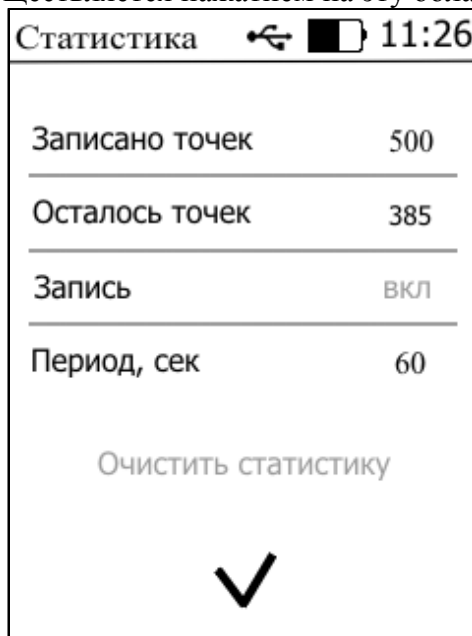 Статистика 11:26
Записано точек 500
Осталось точек 385
Запись вкл
Период, сек 60
Очистить статистику